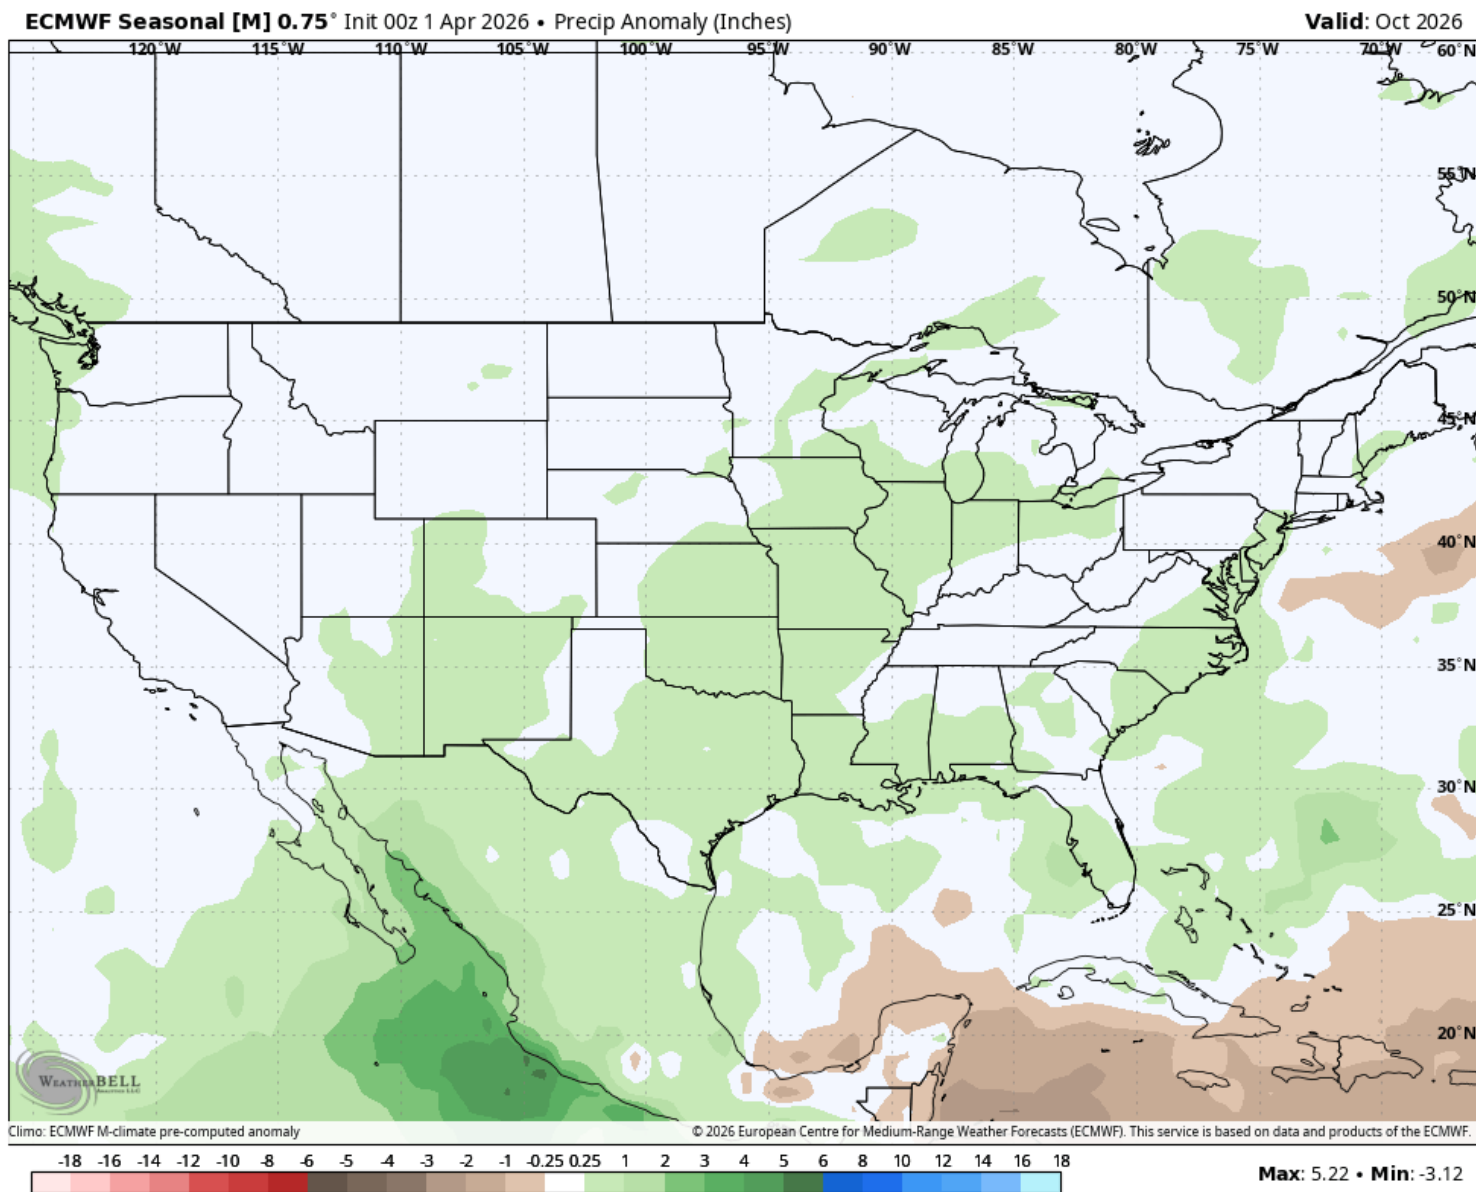 ECMWF Seasonal [M] 0.75° Init 00z 1 Apr 2026 • Precip Anomaly (Inches) Valid: Oct 2026
120°W 115°W 110°W 105°W 100°W 95°W 90°W 85°W 80°W 75°W 70°W 60°N
55°N
50°N
45°N
40°N
35°N
30°N
25°N
20°N
WEATHERBELL
ANALYTICS LLC
Climo: ECMWF M-climate pre-computed anomaly © 2026 European Centre for Medium-Range Weather Forecasts (ECMWF). This service is based on data and products of the ECMWF.
-18 -16 -14 -12 -10 -8 -6 -5 -4 -3 -2 -1 -0.25 0.25 1 2 3 4 5 6 8 10 12 14 16 18
Max: 5.22 • Min: -3.12